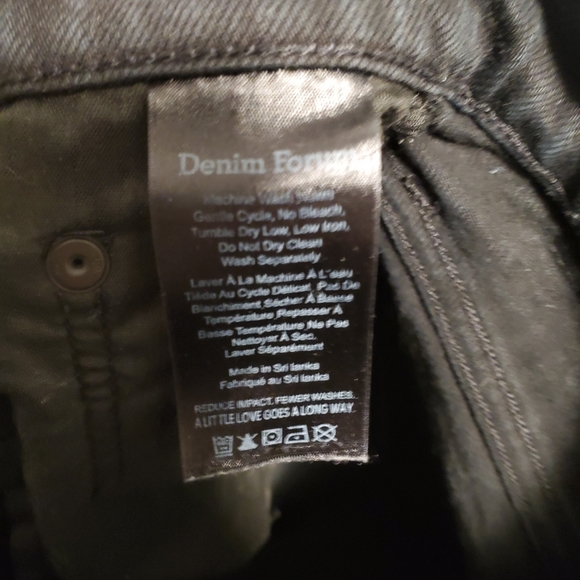 Denim Forum
Machine Wash Warm
Gentle Cycle, No Bleach,
Tumble Dry Low, Low Iron,
Do Not Dry Clean
Wash Separately
Laver À La Machine À L'eau
Tiède Au Cycle Délicat, Pas De
Blanchiment Sécher À Basse
Température Repasser À
Basse Température Ne Pas
Nettoyer À Sec.
Laver Séparément
Made in Sri lanka
Fabriqué au Sri lanka
REDUCE IMPACT. FEWER WASHES.
A LITTLE LOVE GOES A LONG WAY.